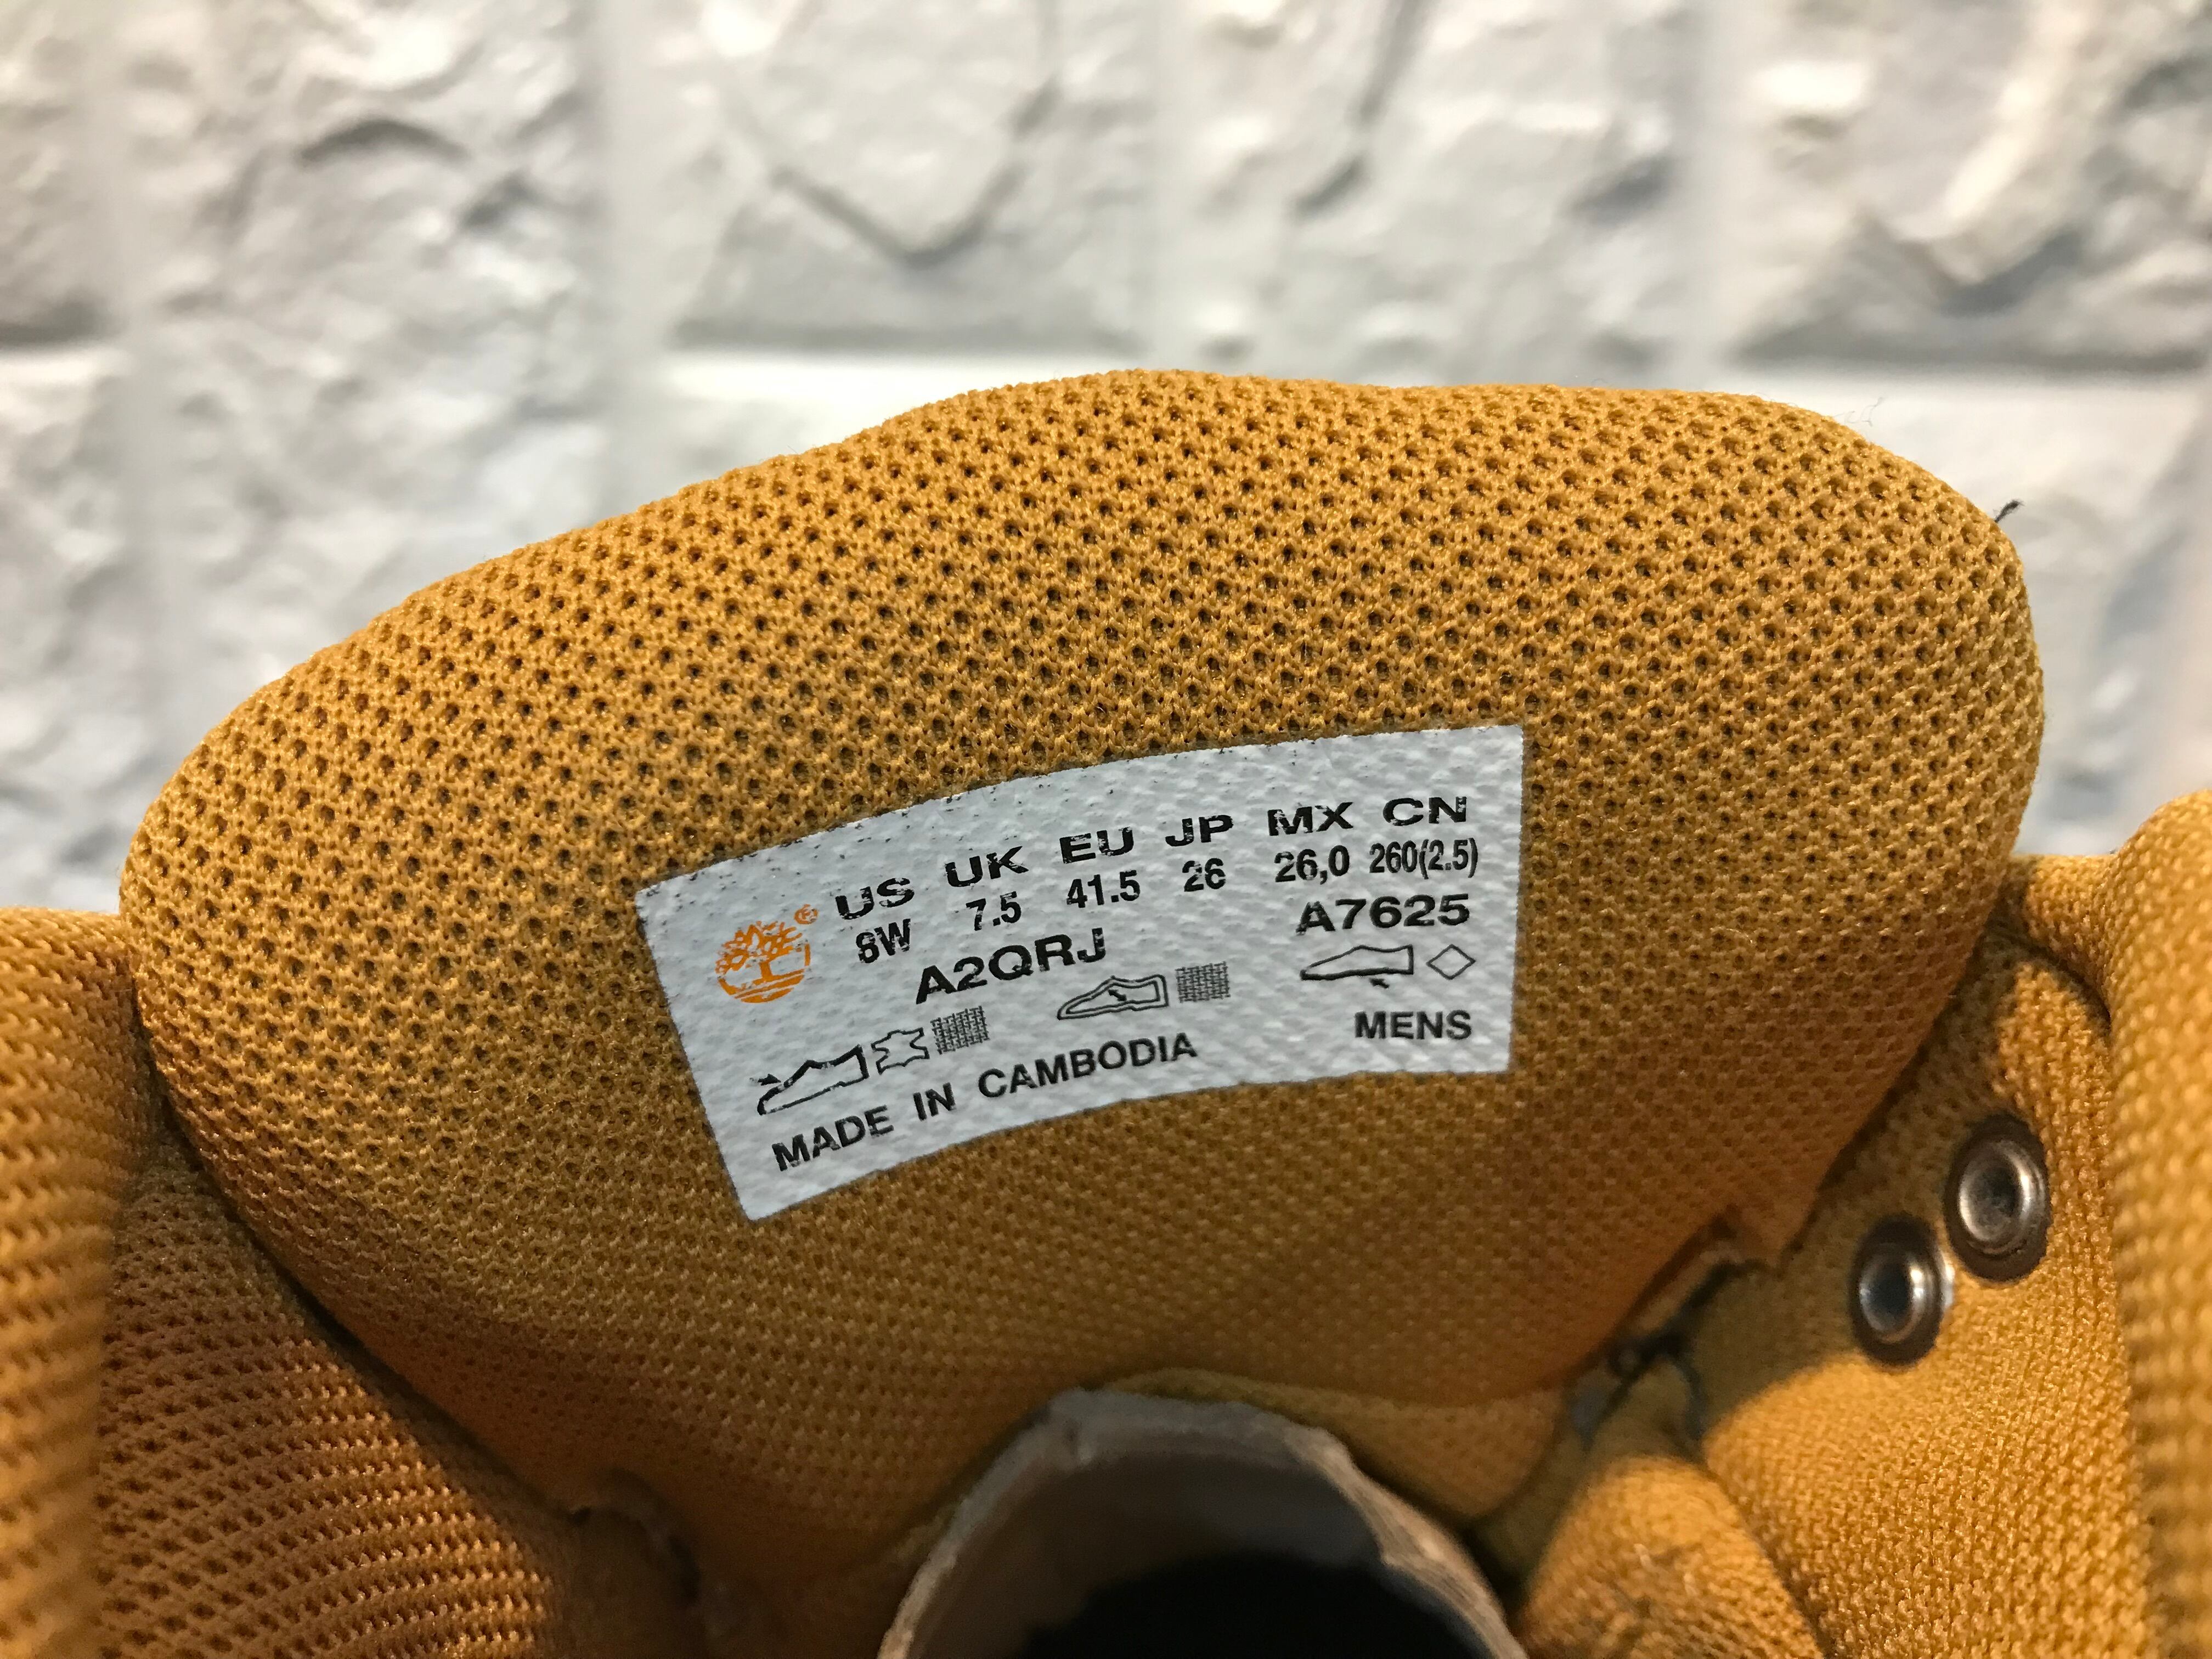 US UK EU JP MX CN
8W 7.5 41.5 26 26,0 260(2.5)
A2QRJ A7625
MENS
MADE IN CAMBODIA
®